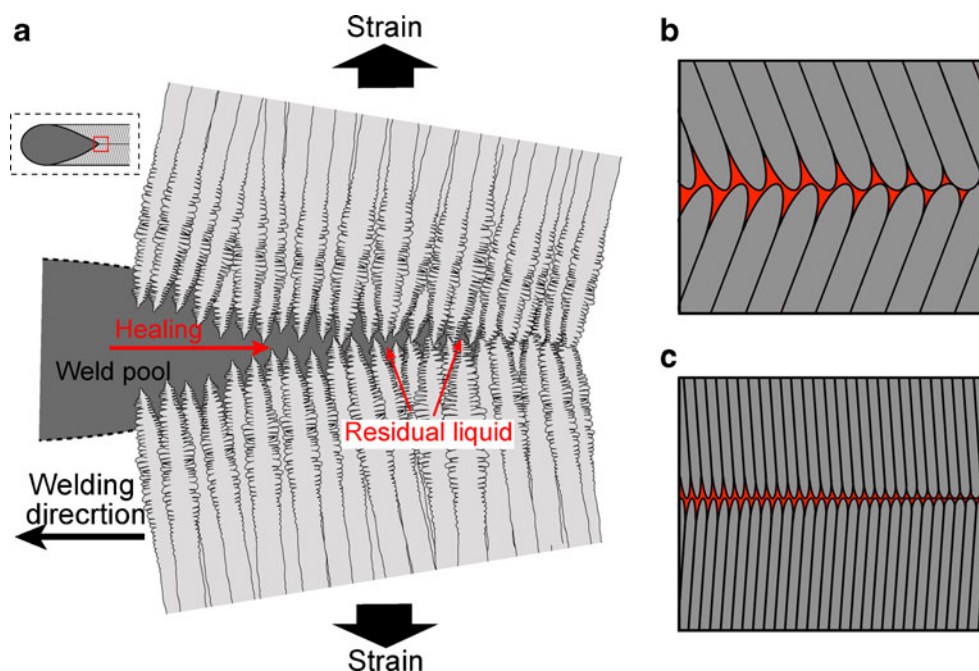 a
Strain
Healing
Weld pool
Residual liquid
Welding
direcrtion
Strain
b
c